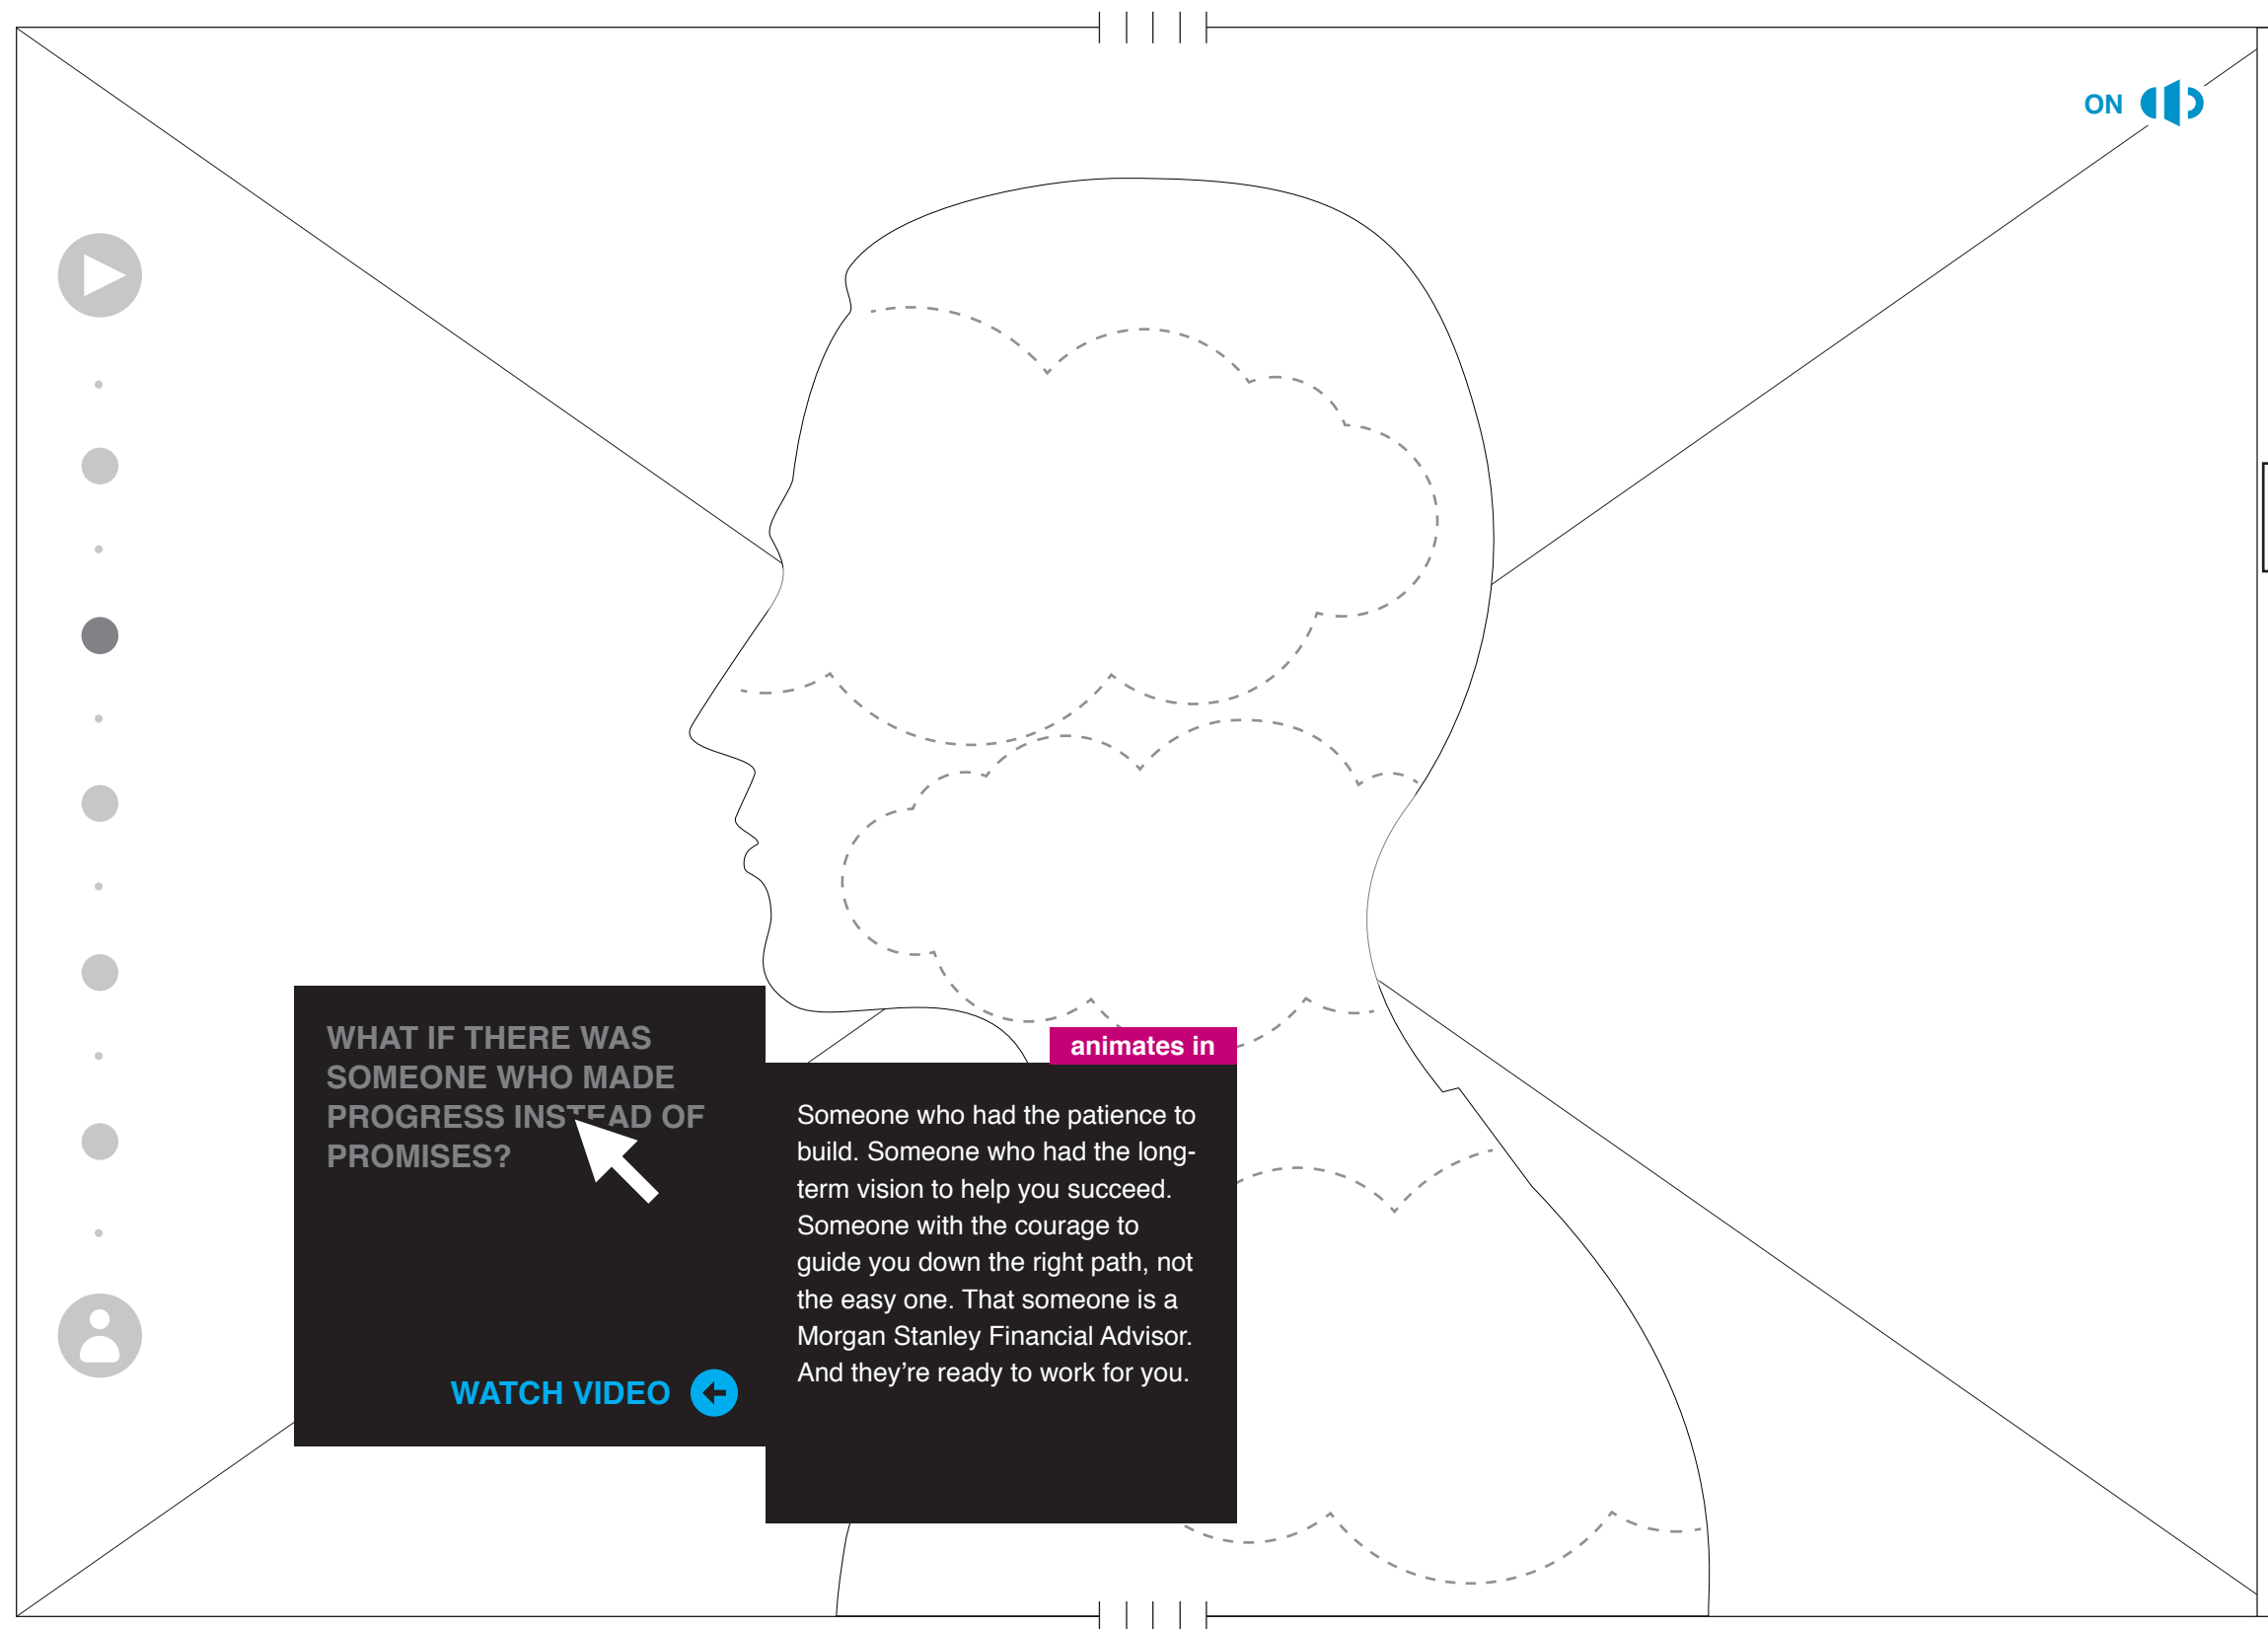 ON
WHAT IF THERE WAS
SOMEONE WHO MADE
PROGRESS INSTEAD OF
PROMISES?
WATCH VIDEO
animates in
Someone who had the patience to
build. Someone who had the long-
term vision to help you succeed.
Someone with the courage to
guide you down the right path, not
the easy one. That someone is a
Morgan Stanley Financial Advisor.
And they’re ready to work for you.